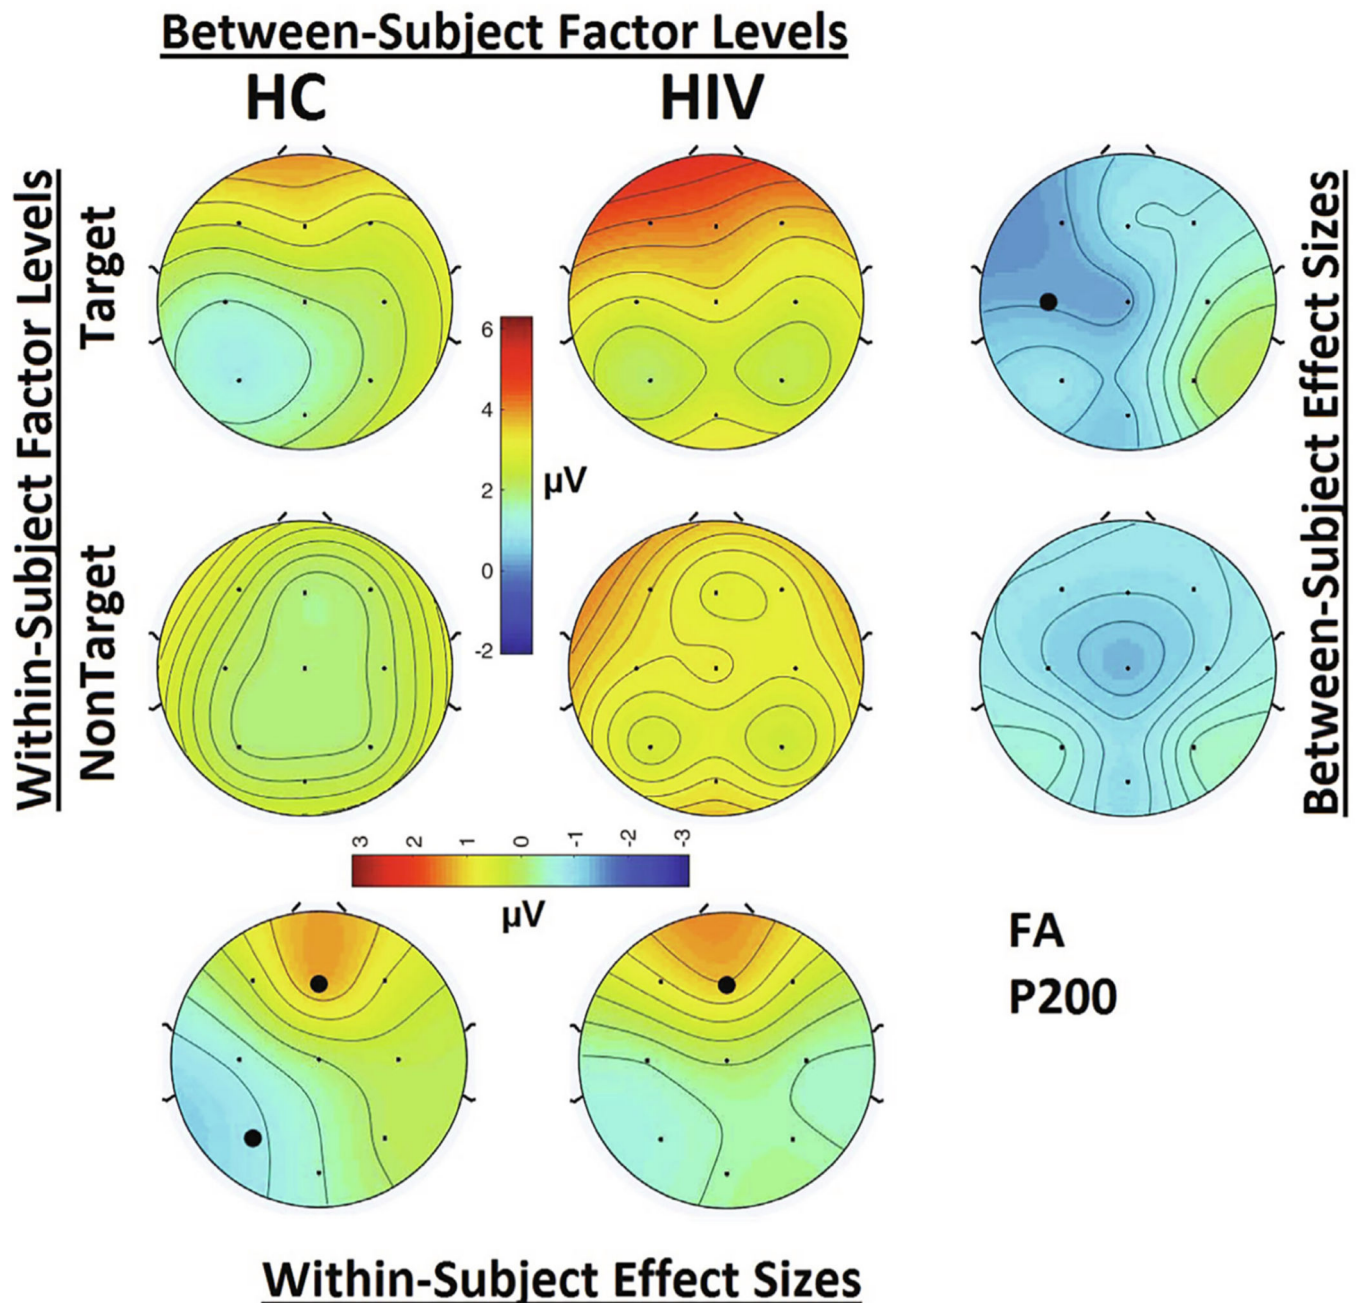 Between-Subject Factor Levels
HC HIV
Within-Subject Factor Levels
Target
NonTarget
6
4
2
0
-2
µV
Between-Subject Effect Sizes
3 2 1 0 -1 -2 -3
µV
FA
P200
Within-Subject Effect Sizes